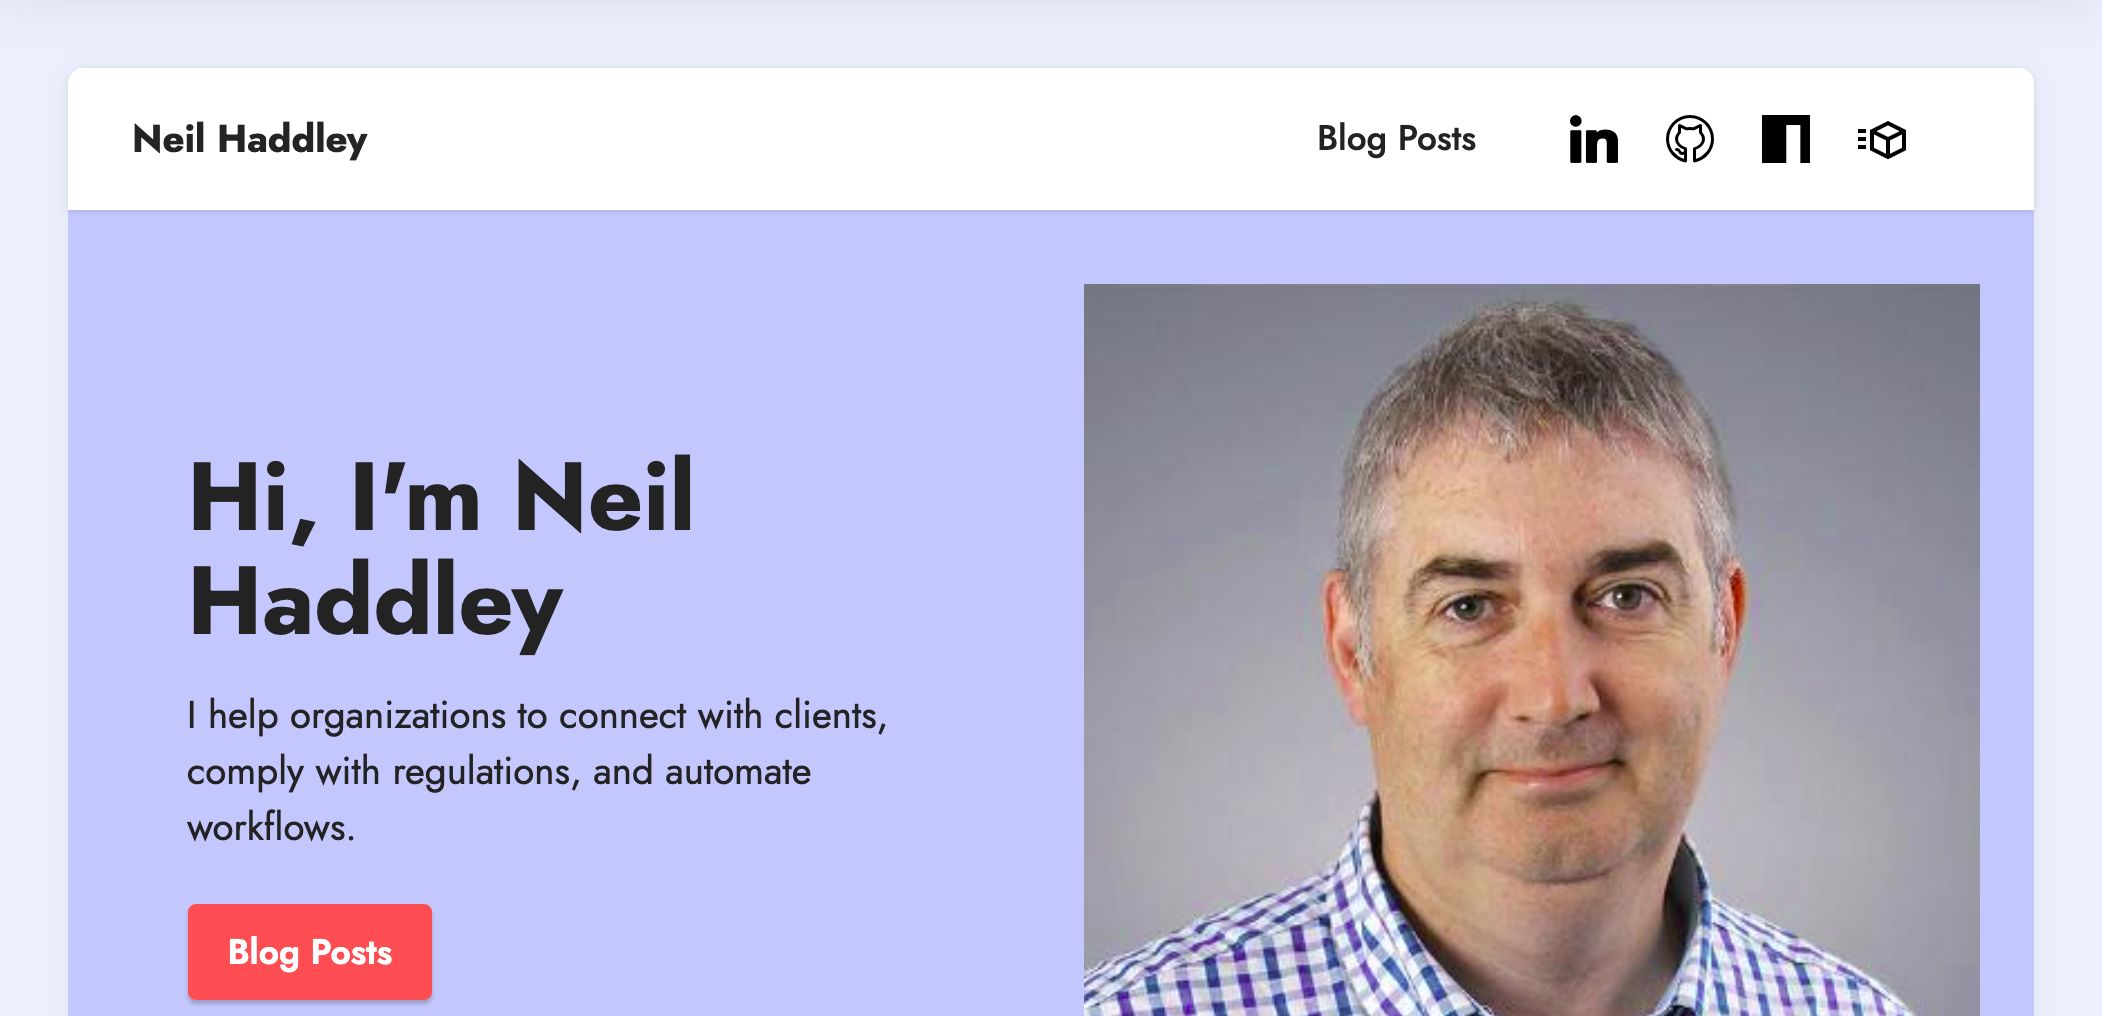 Neil Haddley
Blog Posts
Hi, I'm Neil
Haddley
I help organizations to connect with clients,
comply with regulations, and automate
workflows.
Blog Posts